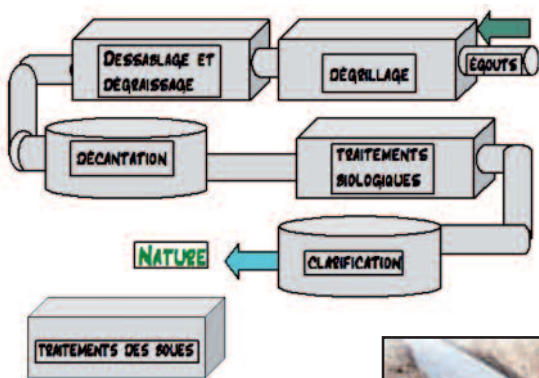 DESSABLAGE ET
DÉGRAISSAGE
DÉGRILLAGE
ÉGOUTS
DÉCANTATION
TRAITEMENTS
BIOLOGIQUES
NATURE
CLARIFICATION
TRAITEMENTS DES BOUES